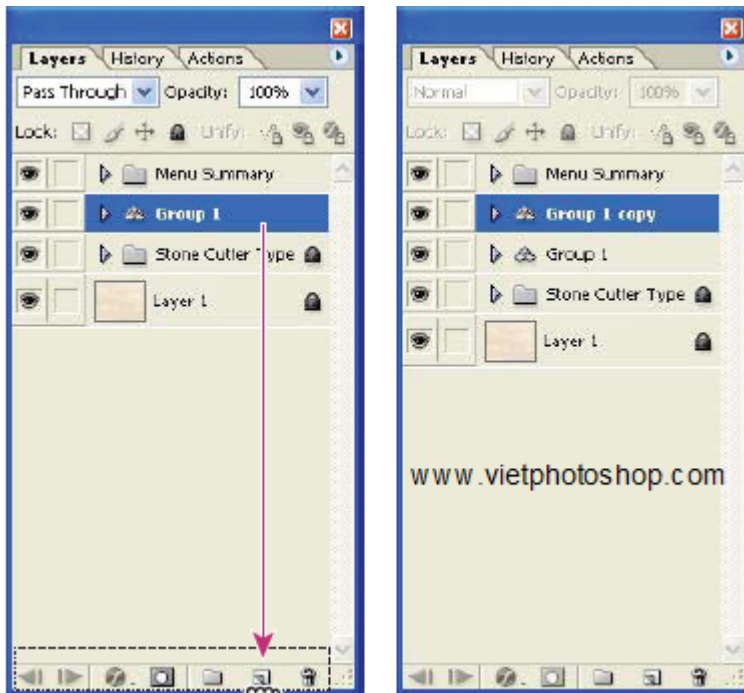 Layers History Actions
Pass Through Opacity: 100%
Lock: Unify:
Menu Summary
Group 1
Stone Cutter Type
Layer 1
Layers History Actions
Normal Opacity: 100%
Lock: Unify:
Menu Summary
Group 1 copy
Group 1
Stone Cutter Type
Layer 1
www.vietphotoshop.com